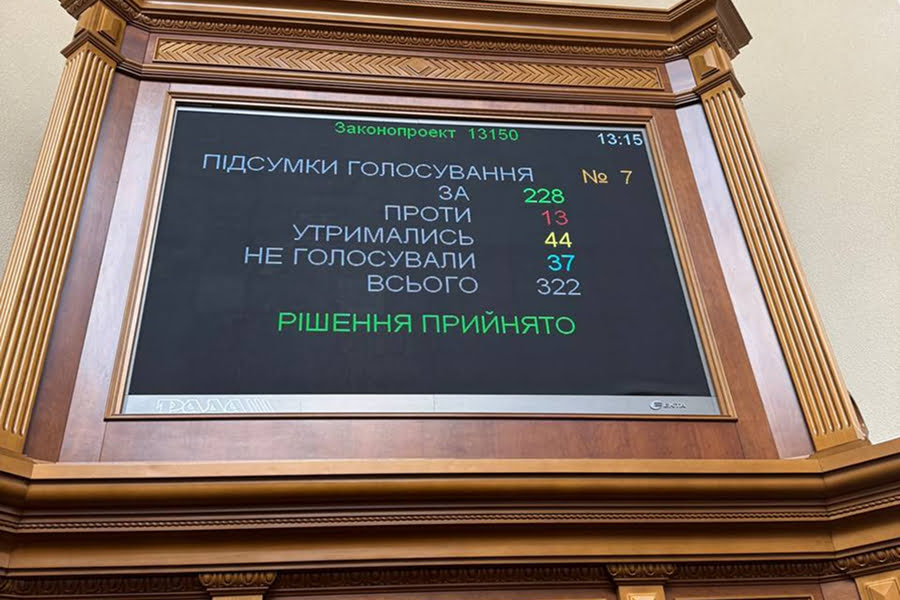 Законопроект 13150
13:15
ПІДСУМКИ ГОЛОСУВАННЯ № 7
ЗА 228
ПРОТИ 13
УТРИМАЛИСЬ 44
НЕ ГОЛОСУВАЛИ 37
ВСЬОГО 322
РІШЕННЯ ПРИЙНЯТО